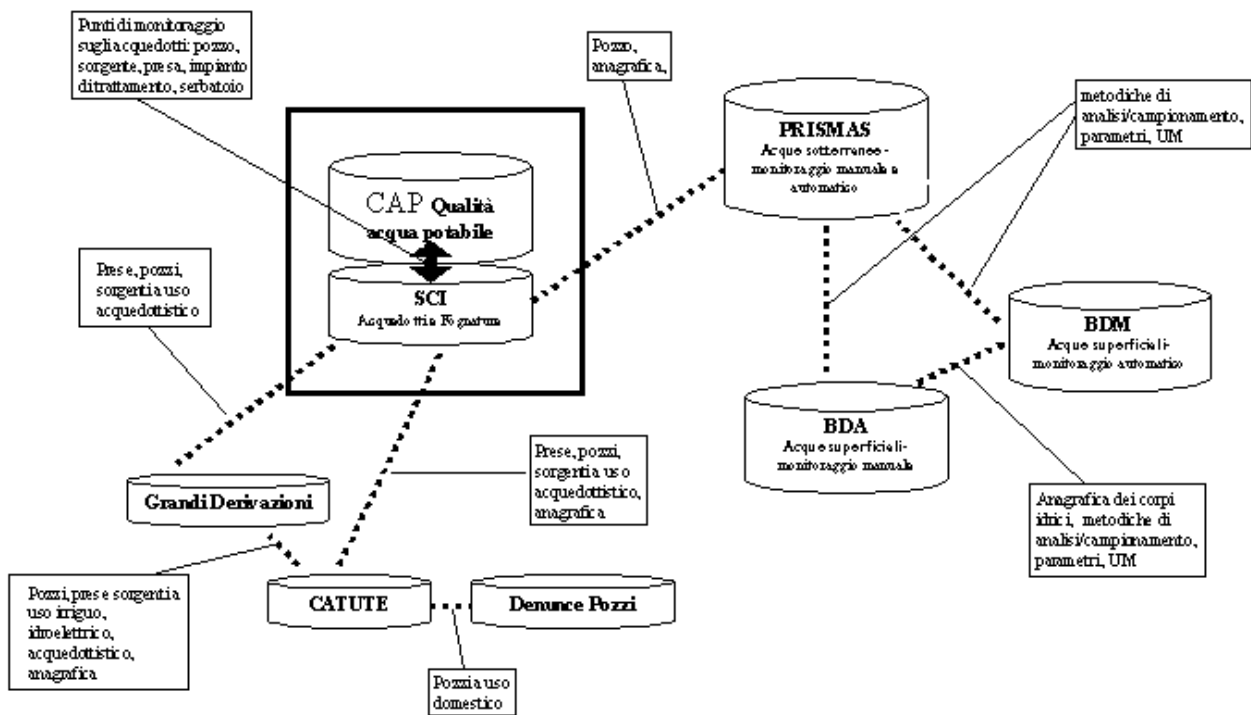 Punti di monitoraggio
sugli acquedotti: pozzo,
sorgente, presa, impianto
di trattamento, serbatoio
Pozzo,
anagrafica,
metodiche di
analisi/campionamento,
parametri, UM
PRISMAS
Acque sotterranee -
monitoraggio manuale e
automatico
CAP Qualità
acqua potabile
Prese, pozzi,
sorgenti a uso
acquedottistico
SCI
Acquedotti e Fognature
BDM
Acque superficiali-
monitoraggio automatico
BDA
Acque superficiali-
monitoraggio manuale
Prese, pozzi,
sorgenti a uso
acquedottistico,
anagrafica
Grandi Derivazioni
Anagrafica dei corpi
idrici, metodiche di
analisi/campionamento,
parametri, UM
Pozzi, prese sorgenti a
uso irriguo,
idroelettrico,
acquedottistico,
anagrafica
CATUTE
Denunce Pozzi
Pozzi a uso
domestico